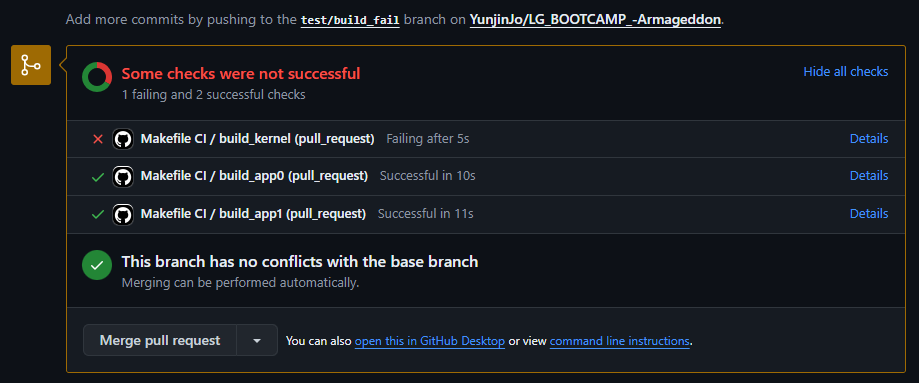 Add more commits by pushing to the test/build_fail branch on YunjinJo/LG_BOOTCAMP_-Armageddon.
Some checks were not successful
Hide all checks
1 failing and 2 successful checks
Makefile CI / build_kernel (pull_request) Failing after 5s Details
Makefile CI / build_app0 (pull_request) Successful in 10s Details
Makefile CI / build_app1 (pull_request) Successful in 11s Details
This branch has no conflicts with the base branch
Merging can be performed automatically.
Merge pull request You can also open this in GitHub Desktop or view command line instructions.